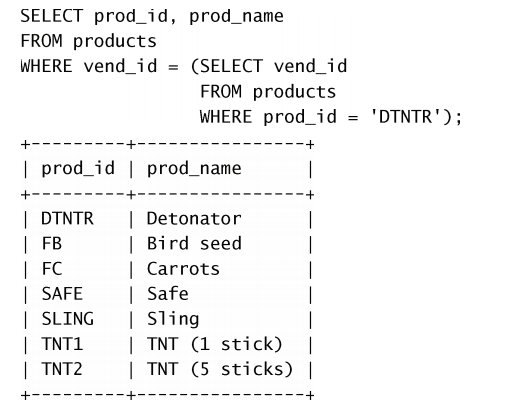 SELECT prod_id, prod_name
FROM products
WHERE vend_id = (SELECT vend_id
                 FROM products
                 WHERE prod_id = 'DTNTR');
+---------+----------------+
| prod_id | prod_name      |
+---------+----------------+
| DTNTR   | Detonator      |
| FB      | Bird seed      |
| FC      | Carrots        |
| SAFE    | Safe           |
| SLING   | Sling          |
| TNT1    | TNT (1 stick)  |
| TNT2    | TNT (5 sticks) |
+---------+----------------+